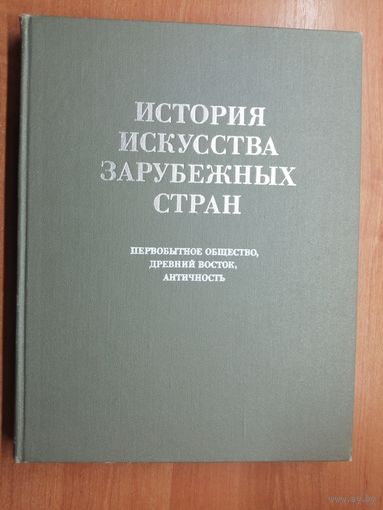 ИСТОРИЯ
ИСКУССТВА
ЗАРУБЕЖНЫХ
СТРАН
ПЕРВОБЫТНОЕ ОБЩЕСТВО,
ДРЕВНИЙ ВОСТОК,
АНТИЧНОСТЬ